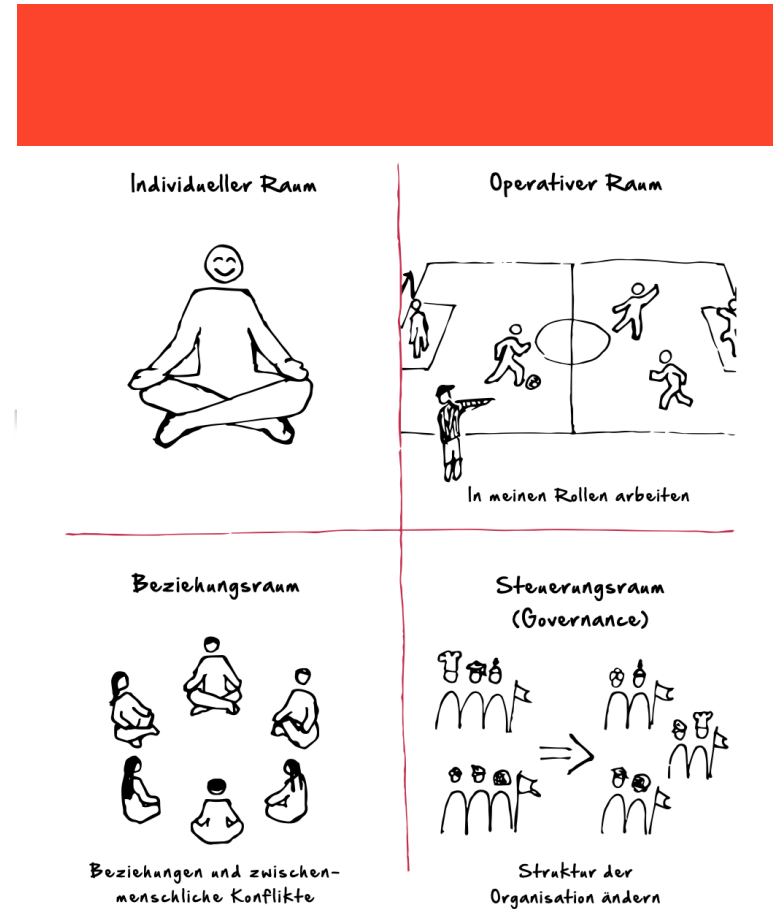 Individueller Raum
Operativer Raum
In meinen Rollen arbeiten
Beziehungsraum
Steuerungsraum
(Governance)
Beziehungen und zwischen-
menschliche Konflikte
Struktur der
Organisation ändern